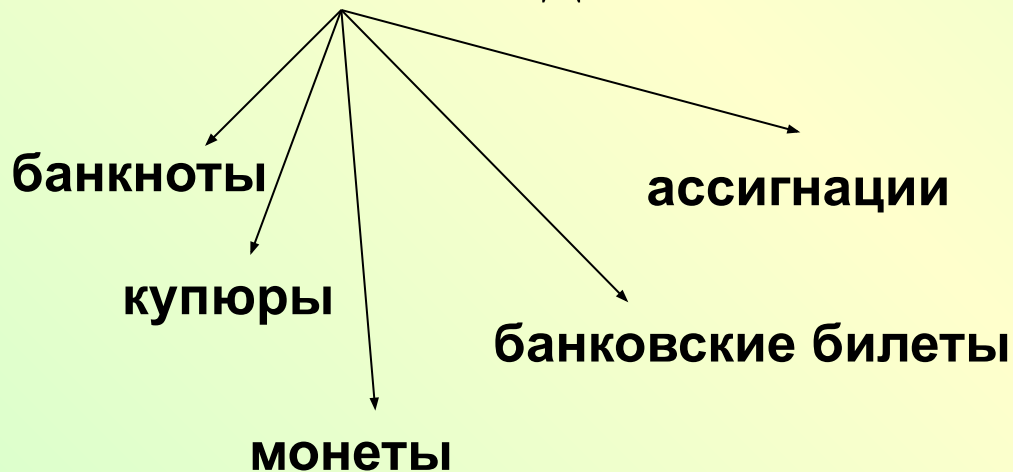 банкноты
ассигнации
купюры
банковские билеты
монеты